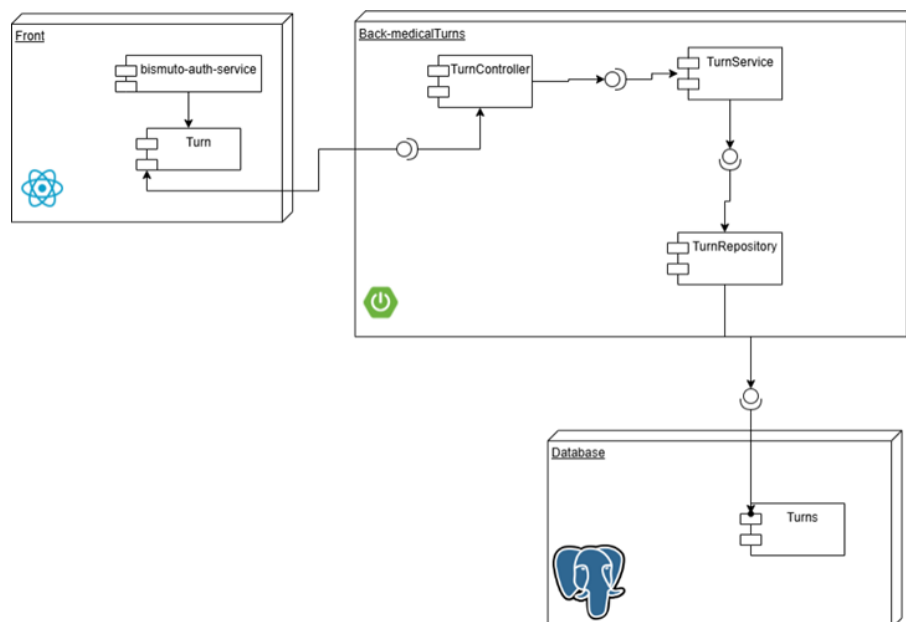 Front
bismuto-auth-service
Turn
Back-medicalTurns
TurnController
TurnService
TurnRepository
Database
Turns